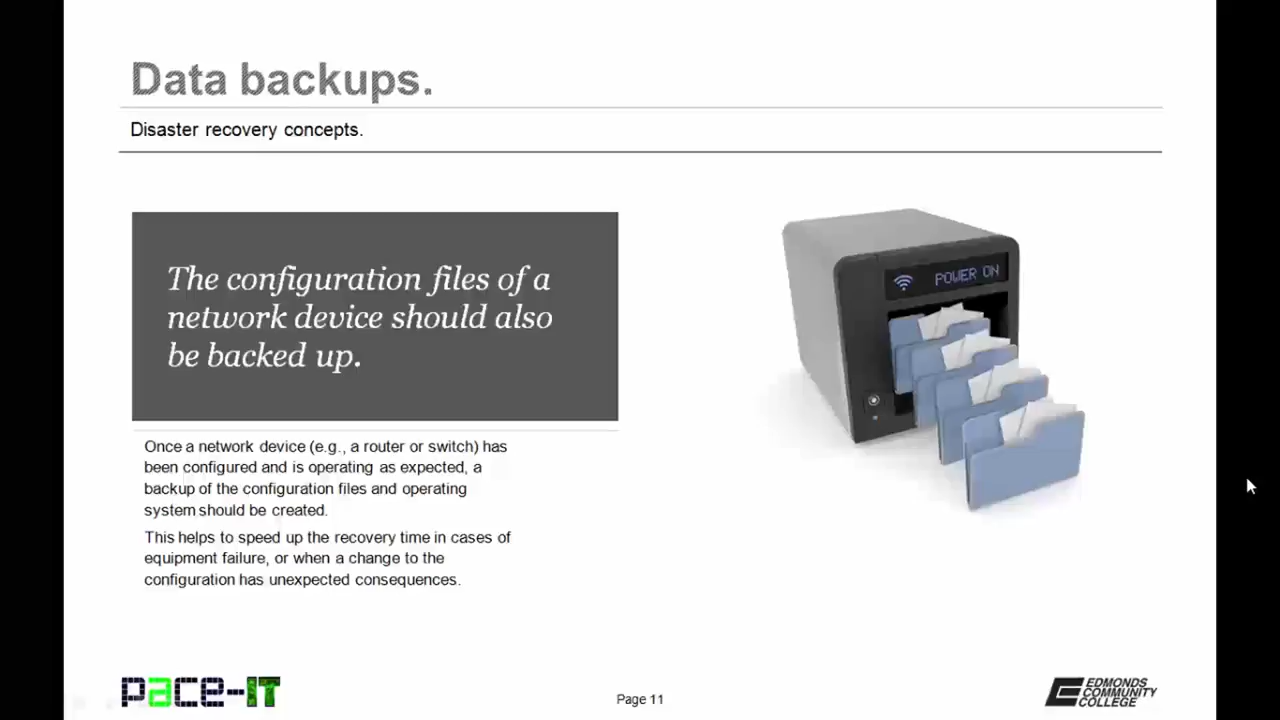 Data backups.
Disaster recovery concepts.
The configuration files of a
network device should also
be backed up.
POWER ON
Once a network device (e.g., a router or switch) has
been configured and is operating as expected, a
backup of the configuration files and operating
system should be created.
This helps to speed up the recovery time in cases of
equipment failure, or when a change to the
configuration has unexpected consequences.
pace-IT
Page 11
EDMONDS
COMMUNITY
COLLEGE